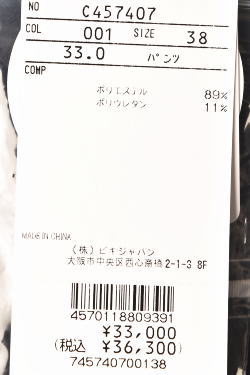 NO C457407
COL 001 SIZE 38
33.0 パンツ
COMP
ポリエステル 89%
ポリウレタン 11%
MADE IN CHINA
(株)ビギジャパン
大阪市中央区西心斎橋2-1-3 8F
4570118809391
¥33,000
(税込 ¥36,300)
745740700138